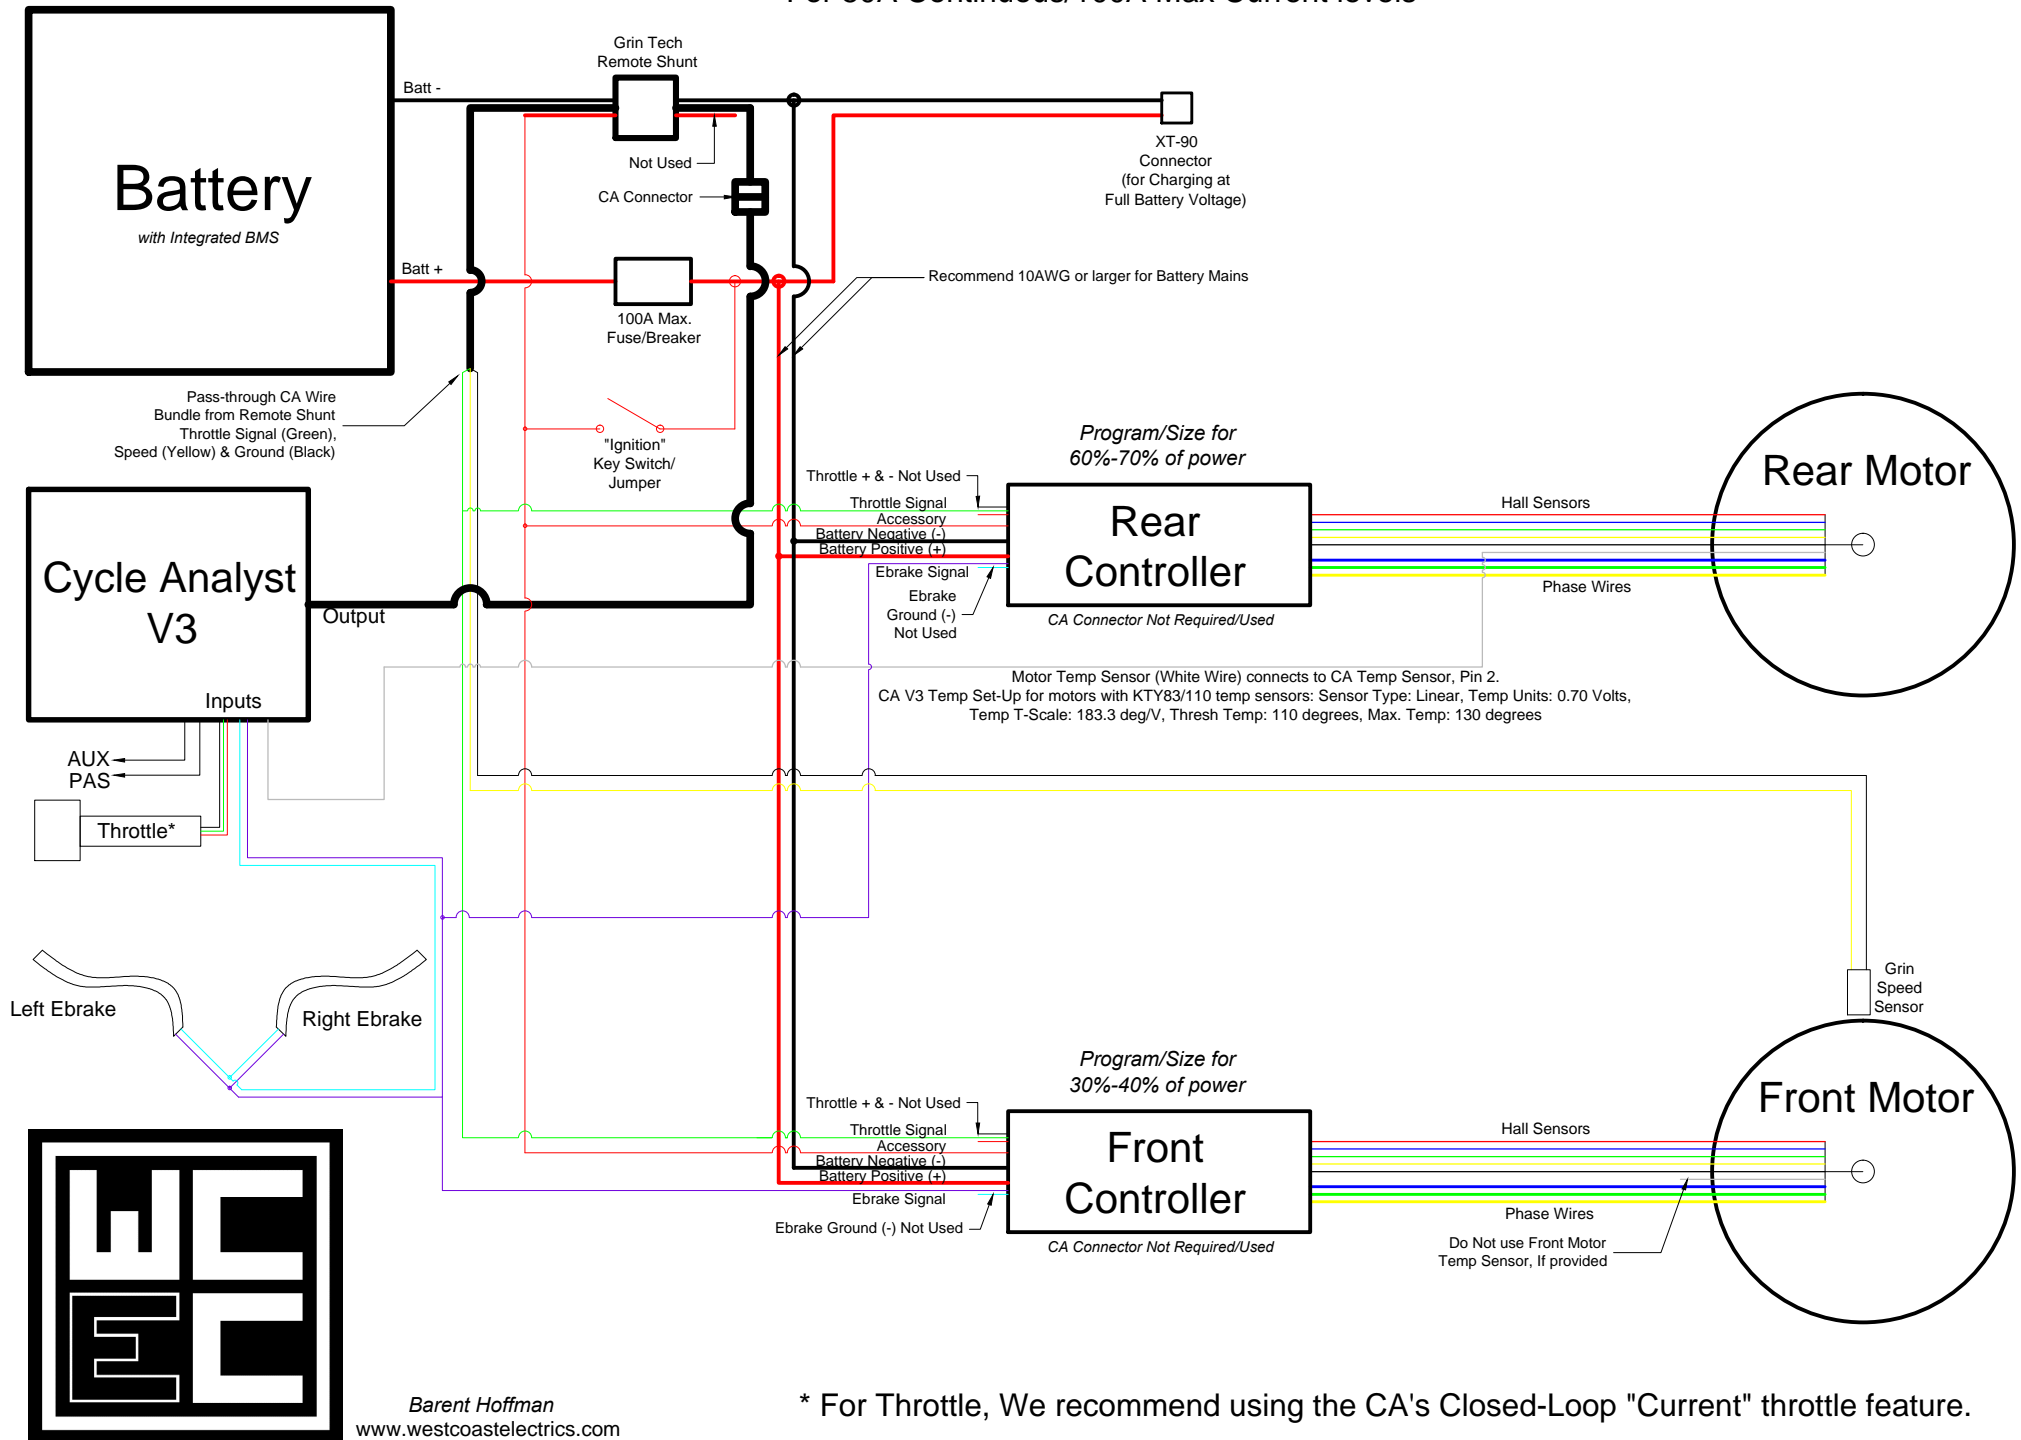 For 50A Continuous/100A Max Current levels
Grin Tech
Remote Shunt
Batt -
Not Used
CA Connector
XT-90
Connector
(for Charging at
Full Battery Voltage)
Battery
with Integrated BMS
Batt +
Recommend 10AWG or larger for Battery Mains
100A Max.
Fuse/Breaker
Pass-through CA Wire
Bundle from Remote Shunt
Throttle Signal (Green),
Speed (Yellow) & Ground (Black)
"Ignition"
Key Switch/
Jumper
Program/Size for
60%-70% of power
Throttle + & - Not Used
Throttle Signal
Accessory
Battery Negative (-)
Battery Positive (+)
Ebrake Signal
Ebrake
Ground (-)
Not Used
Rear
Controller
CA Connector Not Required/Used
Hall Sensors
Phase Wires
Rear Motor
Cycle Analyst
V3
Output
Inputs
Motor Temp Sensor (White Wire) connects to CA Temp Sensor, Pin 2.
CA V3 Temp Set-Up for motors with KTY83/110 temp sensors: Sensor Type: Linear, Temp Units: 0.70 Volts,
Temp T-Scale: 183.3 deg/V, Thresh Temp: 110 degrees, Max. Temp: 130 degrees
AUX
PAS
Throttle*
Left Ebrake
Right Ebrake
Grin
Speed
Sensor
Program/Size for
30%-40% of power
Throttle + & - Not Used
Throttle Signal
Accessory
Battery Negative (-)
Battery Positive (+)
Ebrake Signal
Ebrake Ground (-) Not Used
Front
Controller
CA Connector Not Required/Used
Hall Sensors
Phase Wires
Do Not use Front Motor
Temp Sensor, If provided
Front Motor
WC
EC
Barent Hoffman
www.westcoastelectrics.com
* For Throttle, We recommend using the CA's Closed-Loop "Current" throttle feature.